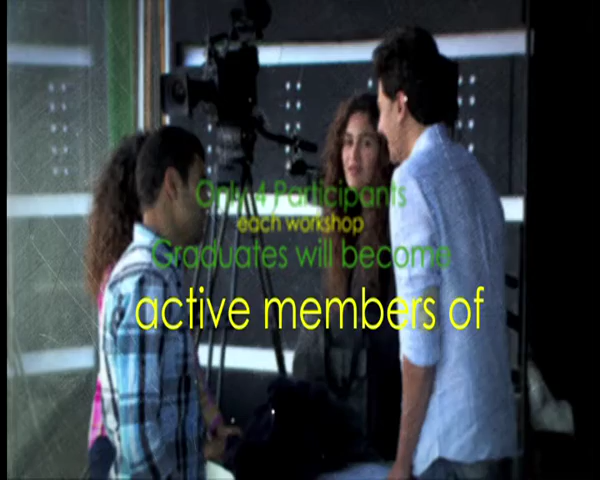 Only 4 Participants
each workshop
Graduates will become
active members of